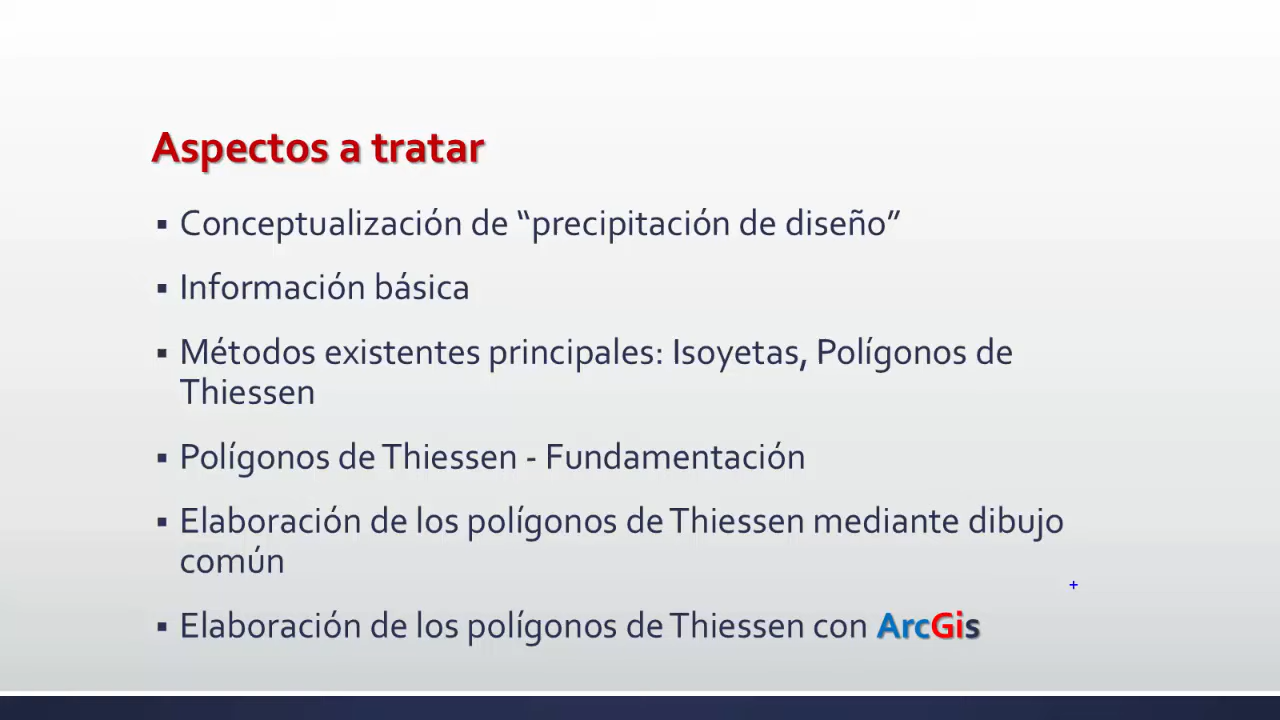 Aspectos a tratar
▪ Conceptualización de “precipitación de diseño”
▪ Información básica
▪ Métodos existentes principales: Isoyetas, Polígonos de
Thiessen
▪ Polígonos de Thiessen - Fundamentación
▪ Elaboración de los polígonos de Thiessen mediante dibujo
común
▪ Elaboración de los polígonos de Thiessen con ArcGis